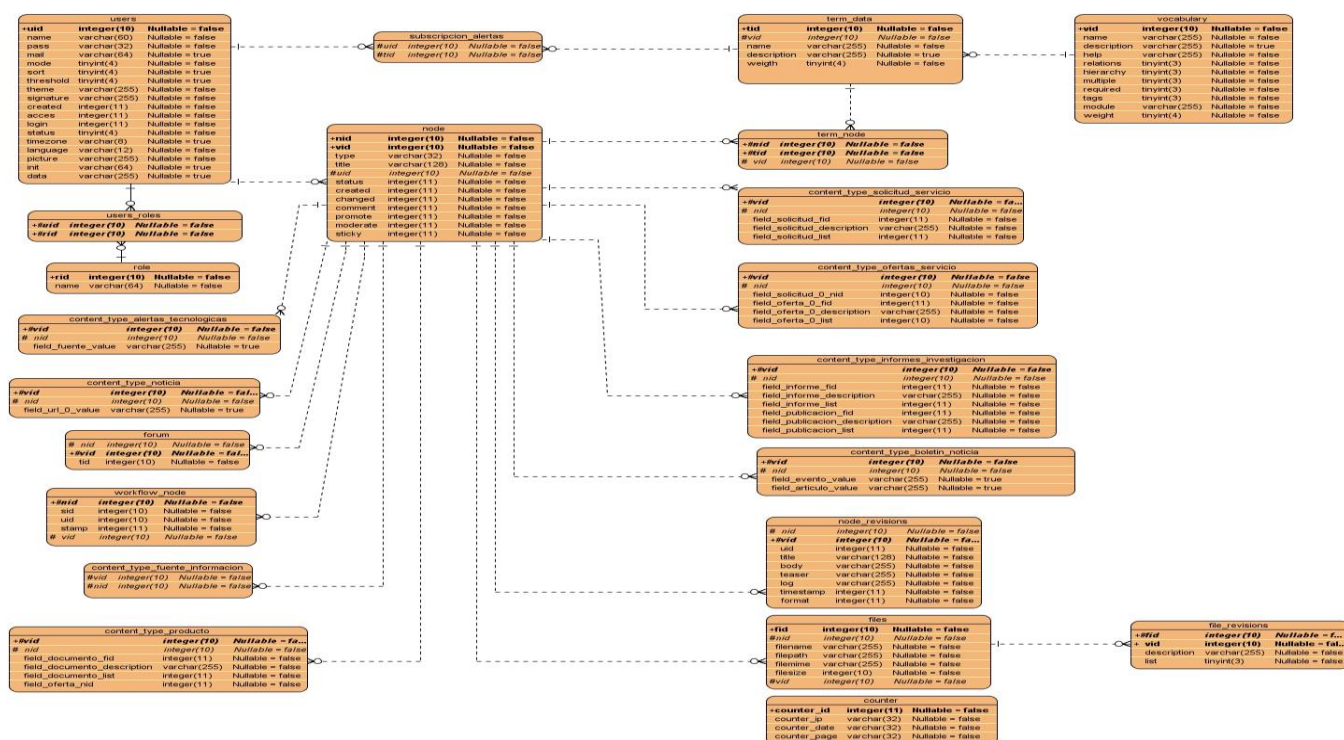 users
+uid integer(10) Nullable = false
name varchar(60) Nullable = false
pass varchar(32) Nullable = false
mail varchar(64) Nullable = true
mode tinyint(4) Nullable = false
sort tinyint(4) Nullable = true
threshold tinyint(4) Nullable = true
theme varchar(255) Nullable = false
signature varchar(255) Nullable = false
created integer(11) Nullable = false
acces integer(11) Nullable = false
login integer(11) Nullable = false
status tinyint(4) Nullable = false
timezone varchar(8) Nullable = true
language varchar(12) Nullable = false
picture varchar(255) Nullable = false
init varchar(64) Nullable = true
data varchar(255) Nullable = true
subscripcion_alertas
#uid integer(10) Nullable = false
#tid integer(10) Nullable = false
term_data
+tid integer(10) Nullable = false
#vid integer(10) Nullable = false
name varchar(255) Nullable = true
description varchar(255) Nullable = true
weigth tinyint(4) Nullable = false
vocabulary
+vid integer(10) Nullable = false
name varchar(255) Nullable = false
description varchar(255) Nullable = true
help varchar(255) Nullable = false
relations tinyint(3) Nullable = false
hierarchy tinyint(3) Nullable = false
multiple tinyint(3) Nullable = false
required tinyint(3) Nullable = false
tags tinyint(3) Nullable = false
module varchar(255) Nullable = false
weight tinyint(4) Nullable = false
node
+nid integer(10) Nullable = false
+vid integer(10) Nullable = false
type varchar(32) Nullable = false
title varchar(128) Nullable = false
#uid integer(10) Nullable = false
status integer(11) Nullable = false
created integer(11) Nullable = false
changed integer(11) Nullable = false
comment integer(11) Nullable = false
promote integer(11) Nullable = false
moderate integer(11) Nullable = false
sticky integer(11) Nullable = false
term_node
+#nid integer(10) Nullable = false
+#tid integer(10) Nullable = false
# vid integer(10) Nullable = false
users_roles
+#uid integer(10) Nullable = false
+#rid integer(10) Nullable = false
role
+rid integer(10) Nullable = false
name varchar(64) Nullable = false
content_type_solicitud_servicio
+#vid integer(10) Nullable = fa...
# nid integer(10) Nullable = false
field_solicitud_fid integer(11) Nullable = false
field_solicitud_description varchar(255) Nullable = false
field_solicitud_list integer(11) Nullable = false
content_type_ofertas_servicio
+#vid integer(10) Nullable = false
# nid integer(10) Nullable = false
field_solicitud_0_nid integer(10) Nullable = false
field_oferta_0_fid integer(11) Nullable = false
field_oferta_0_description varchar(255) Nullable = false
field_oferta_0_list integer(10) Nullable = false
content_type_alertas_tecnologicas
+#vid integer(10) Nullable = false
# nid integer(10) Nullable = false
field_fuente_value varchar(255) Nullable = true
content_type_noticia
+#vid integer(10) Nullable = fal...
# nid integer(10) Nullable = false
field_url_0_value varchar(255) Nullable = true
content_type_informes_investigacion
+#vid integer(10) Nullable = false
# nid integer(10) Nullable = false
field_informe_fid integer(11) Nullable = false
field_informe_description varchar(255) Nullable = false
field_informe_list integer(11) Nullable = false
field_publicacion_fid integer(11) Nullable = false
field_publicacion_description varchar(255) Nullable = false
field_publicacion_list integer(11) Nullable = false
forum
# nid integer(10) Nullable = false
+#vid integer(10) Nullable = fal...
tid integer(10) Nullable = false
content_type_boletin_noticia
+#vid integer(10) Nullable = false
# nid integer(10) Nullable = false
field_evento_value varchar(255) Nullable = true
field_articulo_value varchar(255) Nullable = true
workflow_node
+#nid integer(10) Nullable = false
sid integer(10) Nullable = false
uid integer(10) Nullable = false
stamp integer(11) Nullable = false
# vid integer(10) Nullable = false
node_revisions
# nid integer(10) Nullable = false
+#vid integer(10) Nullable = fa...
uid integer(11) Nullable = false
title varchar(128) Nullable = false
body varchar(255) Nullable = false
teaser varchar(255) Nullable = false
log varchar(255) Nullable = false
timestamp integer(11) Nullable = false
format integer(11) Nullable = false
content_type_fuente_informacion
#vid integer(10) Nullable = false
#nid integer(10) Nullable = false
content_type_producto
+#vid integer(10) Nullable = fa...
# nid integer(10) Nullable = false
field_documento_fid integer(11) Nullable = false
field_documento_description varchar(255) Nullable = false
field_documento_list integer(11) Nullable = false
field_oferta_nid integer(11) Nullable = false
files
+fid integer(10) Nullable = false
#nid integer(10) Nullable = false
filename varchar(255) Nullable = false
filepath varchar(255) Nullable = false
filemime varchar(255) Nullable = false
filesize integer(10) Nullable = false
#vid integer(10) Nullable = false
file_revisions
+#fid integer(10) Nullable = f...
+ vid integer(10) Nullable = false
description varchar(255) Nullable = false
list tinyint(3) Nullable = false
counter
+counter_id integer(11) Nullable = false
counter_ip varchar(32) Nullable = false
counter_date varchar(32) Nullable = false
counter_page varchar(32) Nullable = false